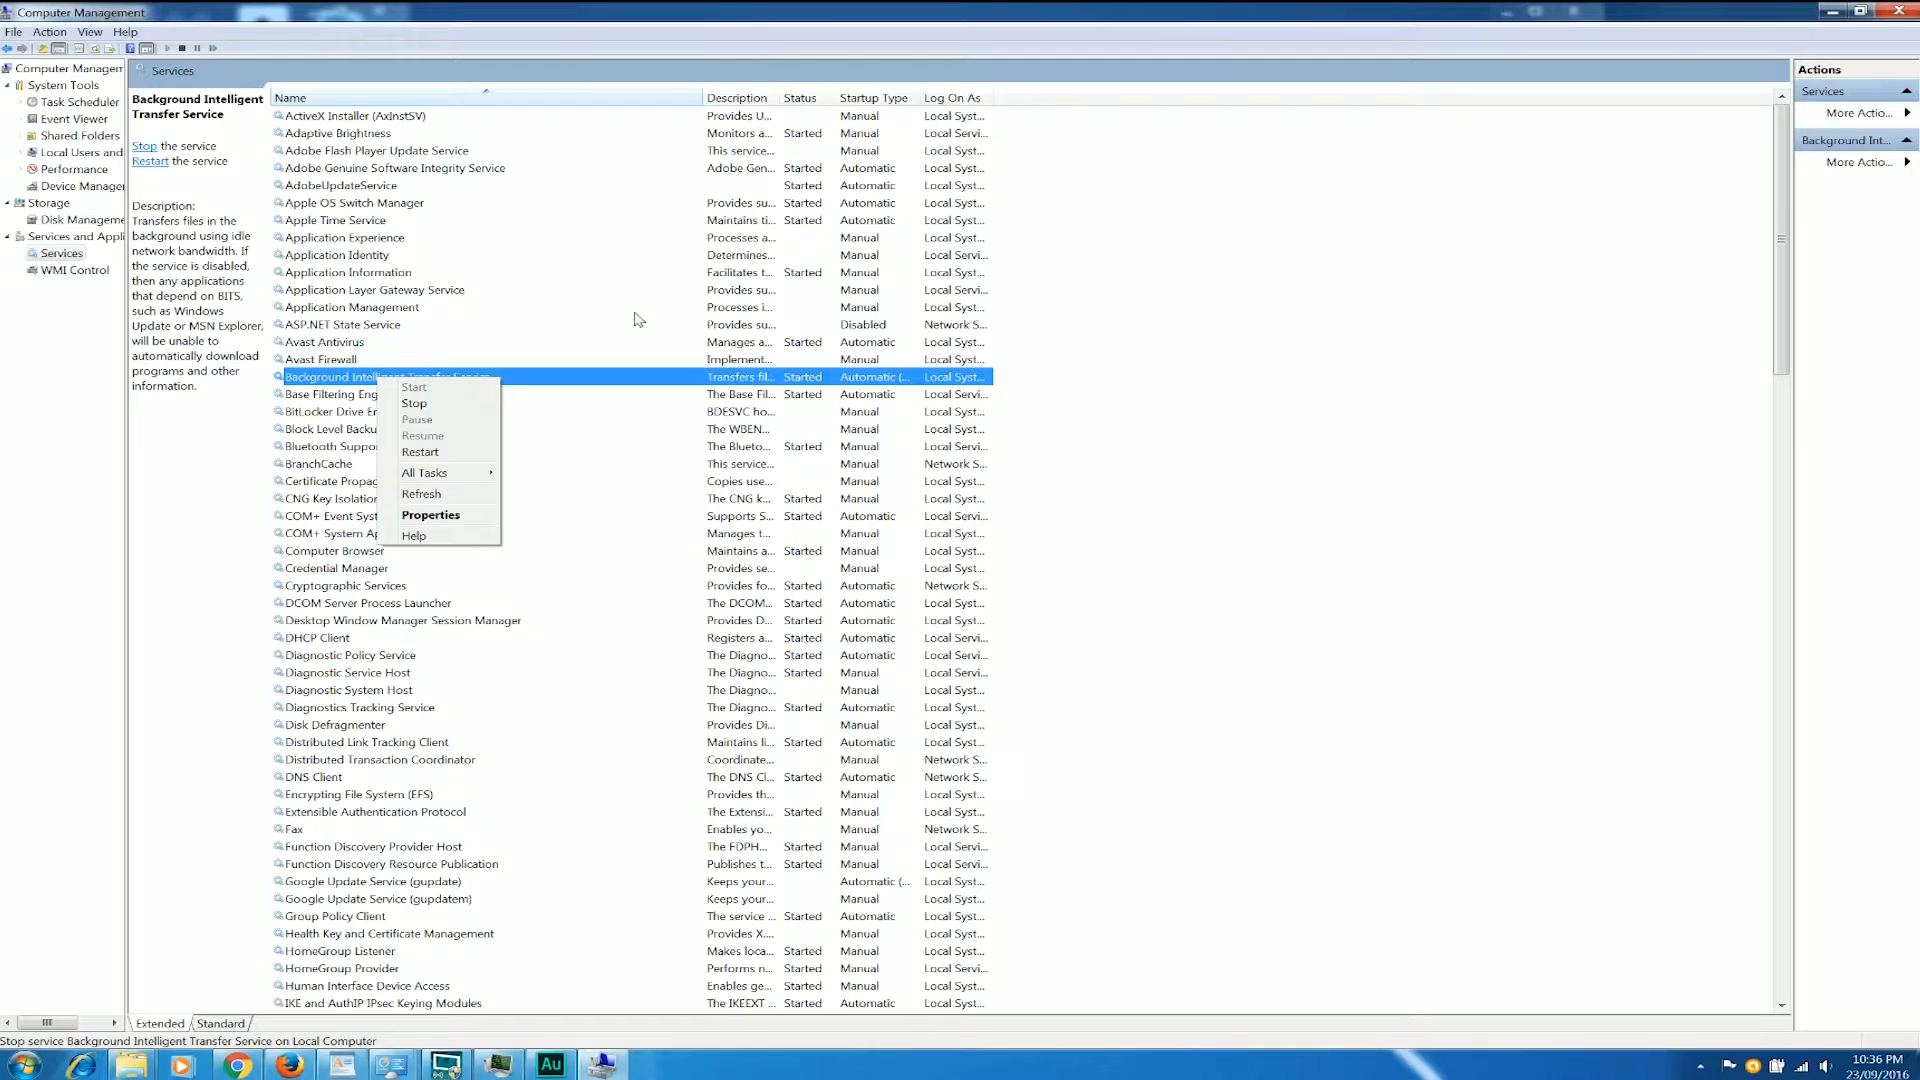 Computer Management
File Action View Help
Computer Managem
System Tools
Task Scheduler
Event Viewer
Shared Folders
Local Users and
Performance
Device Manager
Storage
Disk Manageme
Services and Appli
Services
WMI Control
Services
Background Intelligent
Transfer Service
Stop the service
Restart the service
Description:
Transfers files in the
background using idle
network bandwidth. If
the service is disabled,
then any applications
that depend on BITS,
such as Windows
Update or MSN Explorer,
will be unable to
automatically download
programs and other
information.
Name Description Status Startup Type Log On As
ActiveX Installer (AxInstSV) Provides U... Manual Local Syst...
Adaptive Brightness Monitors a... Started Manual Local Servi...
Adobe Flash Player Update Service This service... Manual Local Syst...
Adobe Genuine Software Integrity Service Adobe Gen... Started Automatic Local Syst...
AdobeUpdateService Started Automatic Local Syst...
Apple OS Switch Manager Provides su... Started Automatic Local Syst...
Apple Time Service Maintains ti... Started Automatic Local Syst...
Application Experience Processes a... Manual Local Syst...
Application Identity Determines... Manual Local Servi...
Application Information Facilitates t... Started Manual Local Syst...
Application Layer Gateway Service Provides su... Manual Local Servi...
Application Management Processes i... Manual Local Syst...
ASP.NET State Service Provides su... Disabled Network S...
Avast Antivirus Manages a... Started Automatic Local Syst...
Avast Firewall Implement... Manual Local Syst...
Background Intelligent Transfer Service Transfers fil... Started Automatic (... Local Syst...
Base Filtering Eng The Base Fil... Started Automatic Local Servi...
BitLocker Drive En BDESVC ho... Manual Local Syst...
Block Level Backu The WBEN... Manual Local Syst...
Bluetooth Suppor The Blueto... Started Manual Local Servi...
BranchCache This service... Manual Network S...
Certificate Propag Copies use... Manual Local Syst...
CNG Key Isolation The CNG k... Started Manual Local Syst...
COM+ Event Syst Supports S... Started Automatic Local Servi...
COM+ System Ap Manages t... Manual Local Syst...
Computer Browser Maintains a... Started Manual Local Syst...
Credential Manager Provides se... Manual Local Syst...
Cryptographic Services Provides fo... Started Automatic Network S...
DCOM Server Process Launcher The DCOM... Started Automatic Local Syst...
Desktop Window Manager Session Manager Provides D... Started Automatic Local Syst...
DHCP Client Registers a... Started Automatic Local Servi...
Diagnostic Policy Service The Diagno... Started Automatic Local Servi...
Diagnostic Service Host The Diagno... Started Manual Local Servi...
Diagnostic System Host The Diagno... Manual Local Syst...
Diagnostics Tracking Service The Diagno... Started Automatic Local Syst...
Disk Defragmenter Provides Di... Manual Local Syst...
Distributed Link Tracking Client Maintains li... Started Automatic Local Syst...
Distributed Transaction Coordinator Coordinate... Manual Network S...
DNS Client The DNS Cl... Started Automatic Network S...
Encrypting File System (EFS) Provides th... Manual Local Syst...
Extensible Authentication Protocol The Extensi... Started Manual Local Syst...
Fax Enables yo... Manual Network S...
Function Discovery Provider Host The FDPH... Started Manual Local Servi...
Function Discovery Resource Publication Publishes t... Started Manual Local Servi...
Google Update Service (gupdate) Keeps your... Automatic (... Local Syst...
Google Update Service (gupdatem) Keeps your... Manual Local Syst...
Group Policy Client The service ... Started Automatic Local Syst...
Health Key and Certificate Management Provides X.... Manual Local Syst...
HomeGroup Listener Makes loca... Started Manual Local Syst...
HomeGroup Provider Performs n... Started Manual Local Servi...
Human Interface Device Access Enables ge... Started Manual Local Syst...
IKE and AuthIP IPsec Keying Modules The IKEEXT ... Started Automatic Local Syst...
Start
Stop
Pause
Resume
Restart
All Tasks
Refresh
Properties
Help
Actions
Services
More Actio...
Background Int...
More Actio...
Extended Standard
Stop service Background Intelligent Transfer Service on Local Computer
Au
10:36 PM
23/09/2016